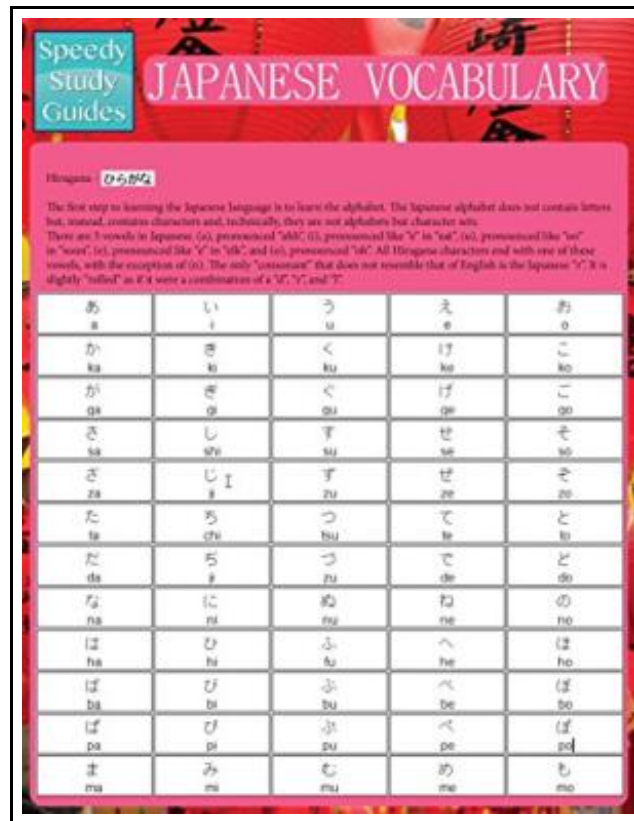 Speedy
Study
Guides
JAPANESE VOCABULARY
Hiragana - ひらがな
The first step to learning the Japanese language is to learn the alphabet. The Japanese alphabet does not contain letters
but, instead, contains characters and, technically, they are not alphabets but character sets.
There are 5 vowels in Japanese. (a), pronounced "ahh", (i), pronounced like "e" in "eat", (u), pronounced like "oo"
in "soon", (e), pronounced like "e" in "elk", and (o), pronounced "oh". All Hiragana characters end with one of these
vowels, with the exception of (n). The only "consonant" that does not resemble that of English is the Japanese "r". It is
slightly "rolled" as if it were a combination of a "d", "r", and "l".
あ い う え お
a i u e o
か き く け こ
ka ki ku ke ko
が ぎ ぐ げ ご
ga gi gu ge go
さ し す せ そ
sa shi su se so
ざ じ ず ぜ ぞ
za ji zu ze zo
た ち つ て と
ta chi tsu te to
だ ぢ づ で ど
da ji zu de do
な に ぬ ね の
na ni nu ne no
は ひ ふ へ ほ
ha hi fu he ho
ば び ぶ べ ぼ
ba bi bu be bo
ぱ ぴ ぷ ぺ ぽ
pa pi pu pe po
ま み む め も
ma mi mu me mo